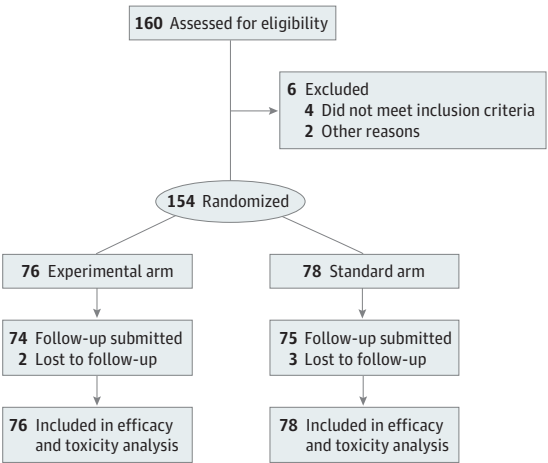 160 Assessed for eligibility
6 Excluded
4 Did not meet inclusion criteria
2 Other reasons
154 Randomized
76 Experimental arm
78 Standard arm
74 Follow-up submitted
2 Lost to follow-up
75 Follow-up submitted
3 Lost to follow-up
76 Included in efficacy
and toxicity analysis
78 Included in efficacy
and toxicity analysis